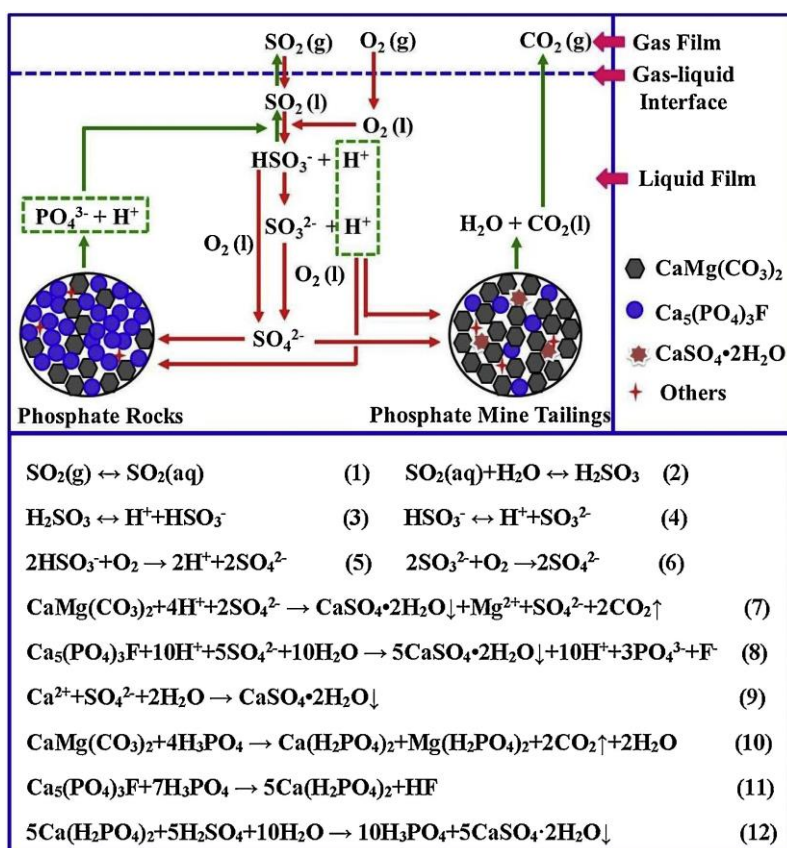 SO₂(g) O₂(g) CO₂(g) Gas Film
Gas-liquid
Interface
SO₂(l)
O₂(l)
HSO₃⁻ + H⁺
Liquid Film
PO₄³⁻ + H⁺
SO₃²⁻ + H⁺
H₂O + CO₂(l)
O₂(l)
O₂(l)
CaMg(CO₃)₂
Ca₅(PO₄)₃F
SO₄²⁻
CaSO₄•2H₂O
Others
Phosphate Rocks Phosphate Mine Tailings
SO₂(g) ↔ SO₂(aq) (1) SO₂(aq)+H₂O ↔ H₂SO₃ (2)
H₂SO₃ ↔ H⁺+HSO₃⁻ (3) HSO₃⁻ ↔ H⁺+SO₃²⁻ (4)
2HSO₃⁻+O₂ → 2H⁺+2SO₄²⁻ (5) 2SO₃²⁻+O₂ →2SO₄²⁻ (6)
CaMg(CO₃)₂+4H⁺+2SO₄²⁻ → CaSO₄•2H₂O↓+Mg²⁺+SO₄²⁻+2CO₂↑ (7)
Ca₅(PO₄)₃F+10H⁺+5SO₄²⁻+10H₂O → 5CaSO₄•2H₂O↓+10H⁺+3PO₄³⁻+F⁻ (8)
Ca²⁺+SO₄²⁻+2H₂O → CaSO₄•2H₂O↓ (9)
CaMg(CO₃)₂+4H₃PO₄ → Ca(H₂PO₄)₂+Mg(H₂PO₄)₂+2CO₂↑+2H₂O (10)
Ca₅(PO₄)₃F+7H₃PO₄ → 5Ca(H₂PO₄)₂+HF (11)
5Ca(H₂PO₄)₂+5H₂SO₄+10H₂O → 10H₃PO₄+5CaSO₄·2H₂O↓ (12)